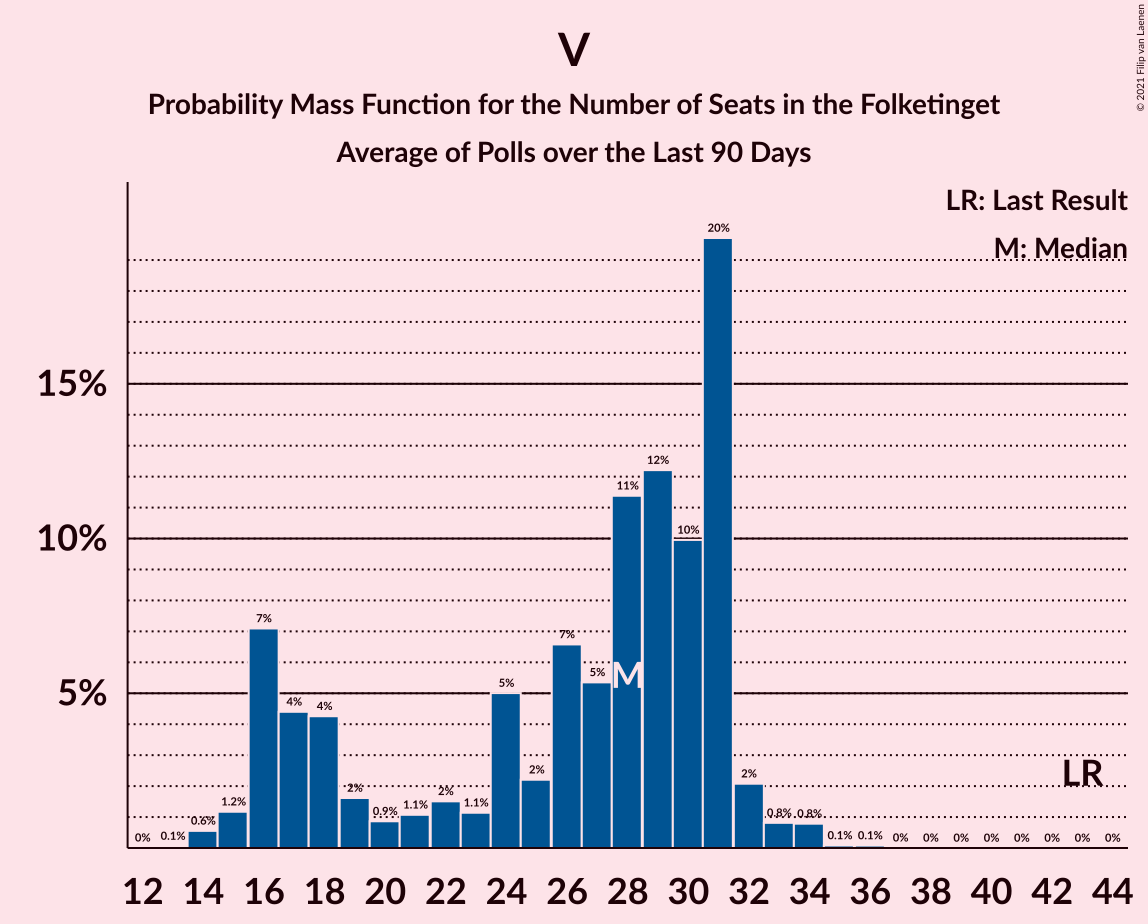 V
Probability Mass Function for the Number of Seats in the Folketinget
Average of Polls over the Last 90 Days
© 2021 Filip van Laenen
LR: Last Result
M: Median
15%
10%
5%
0% 0.1% 0.6% 1.2% 7% 4% 4% 2% 0.9% 1.1% 2% 1.1% 5% 2% 7% 5% 11% 12% 10% 20% 2% 0.8% 0.8% 0.1% 0.1% 0% 0% 0% 0% 0% 0% 0% 0%
M
LR
12 14 16 18 20 22 24 26 28 30 32 34 36 38 40 42 44